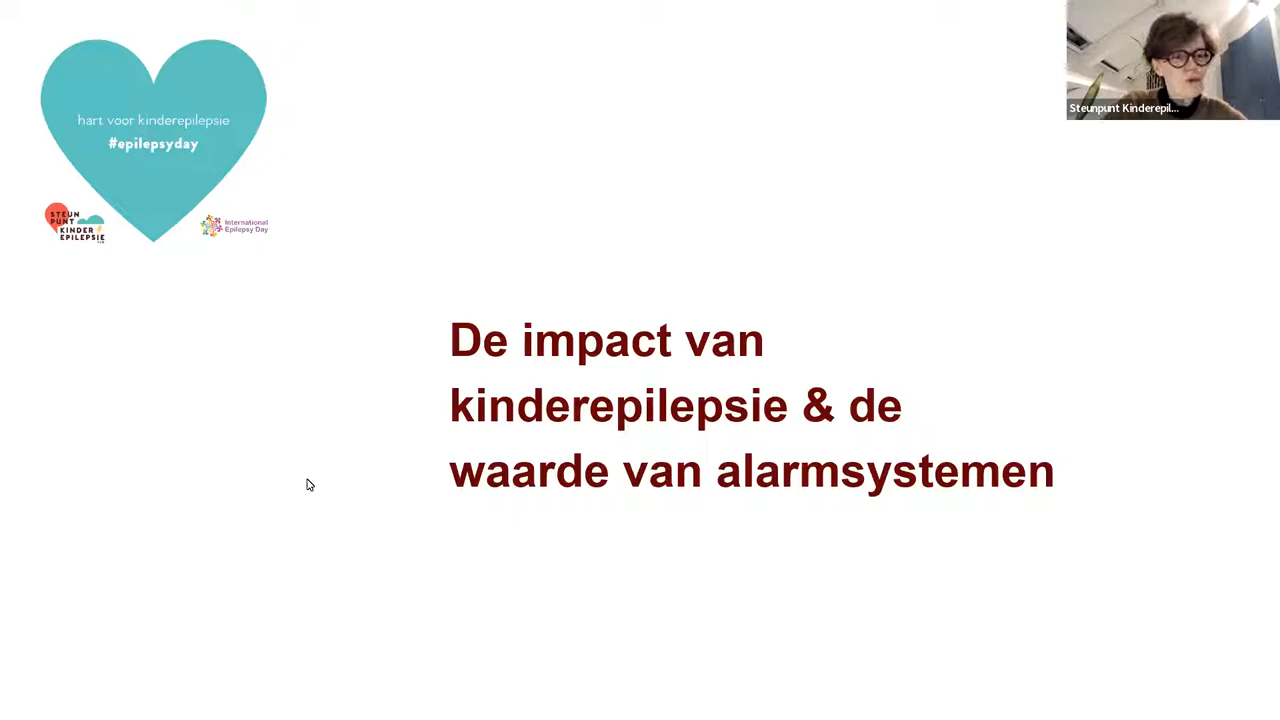 hart voor kinderepilepsie
#epilepsyday
STEUN
PUNT
KINDER
EPILEPSIE
International
Epilepsy Day
Steunpunt Kinderepil...
De impact van
kinderepilepsie & de
waarde van alarmsystemen